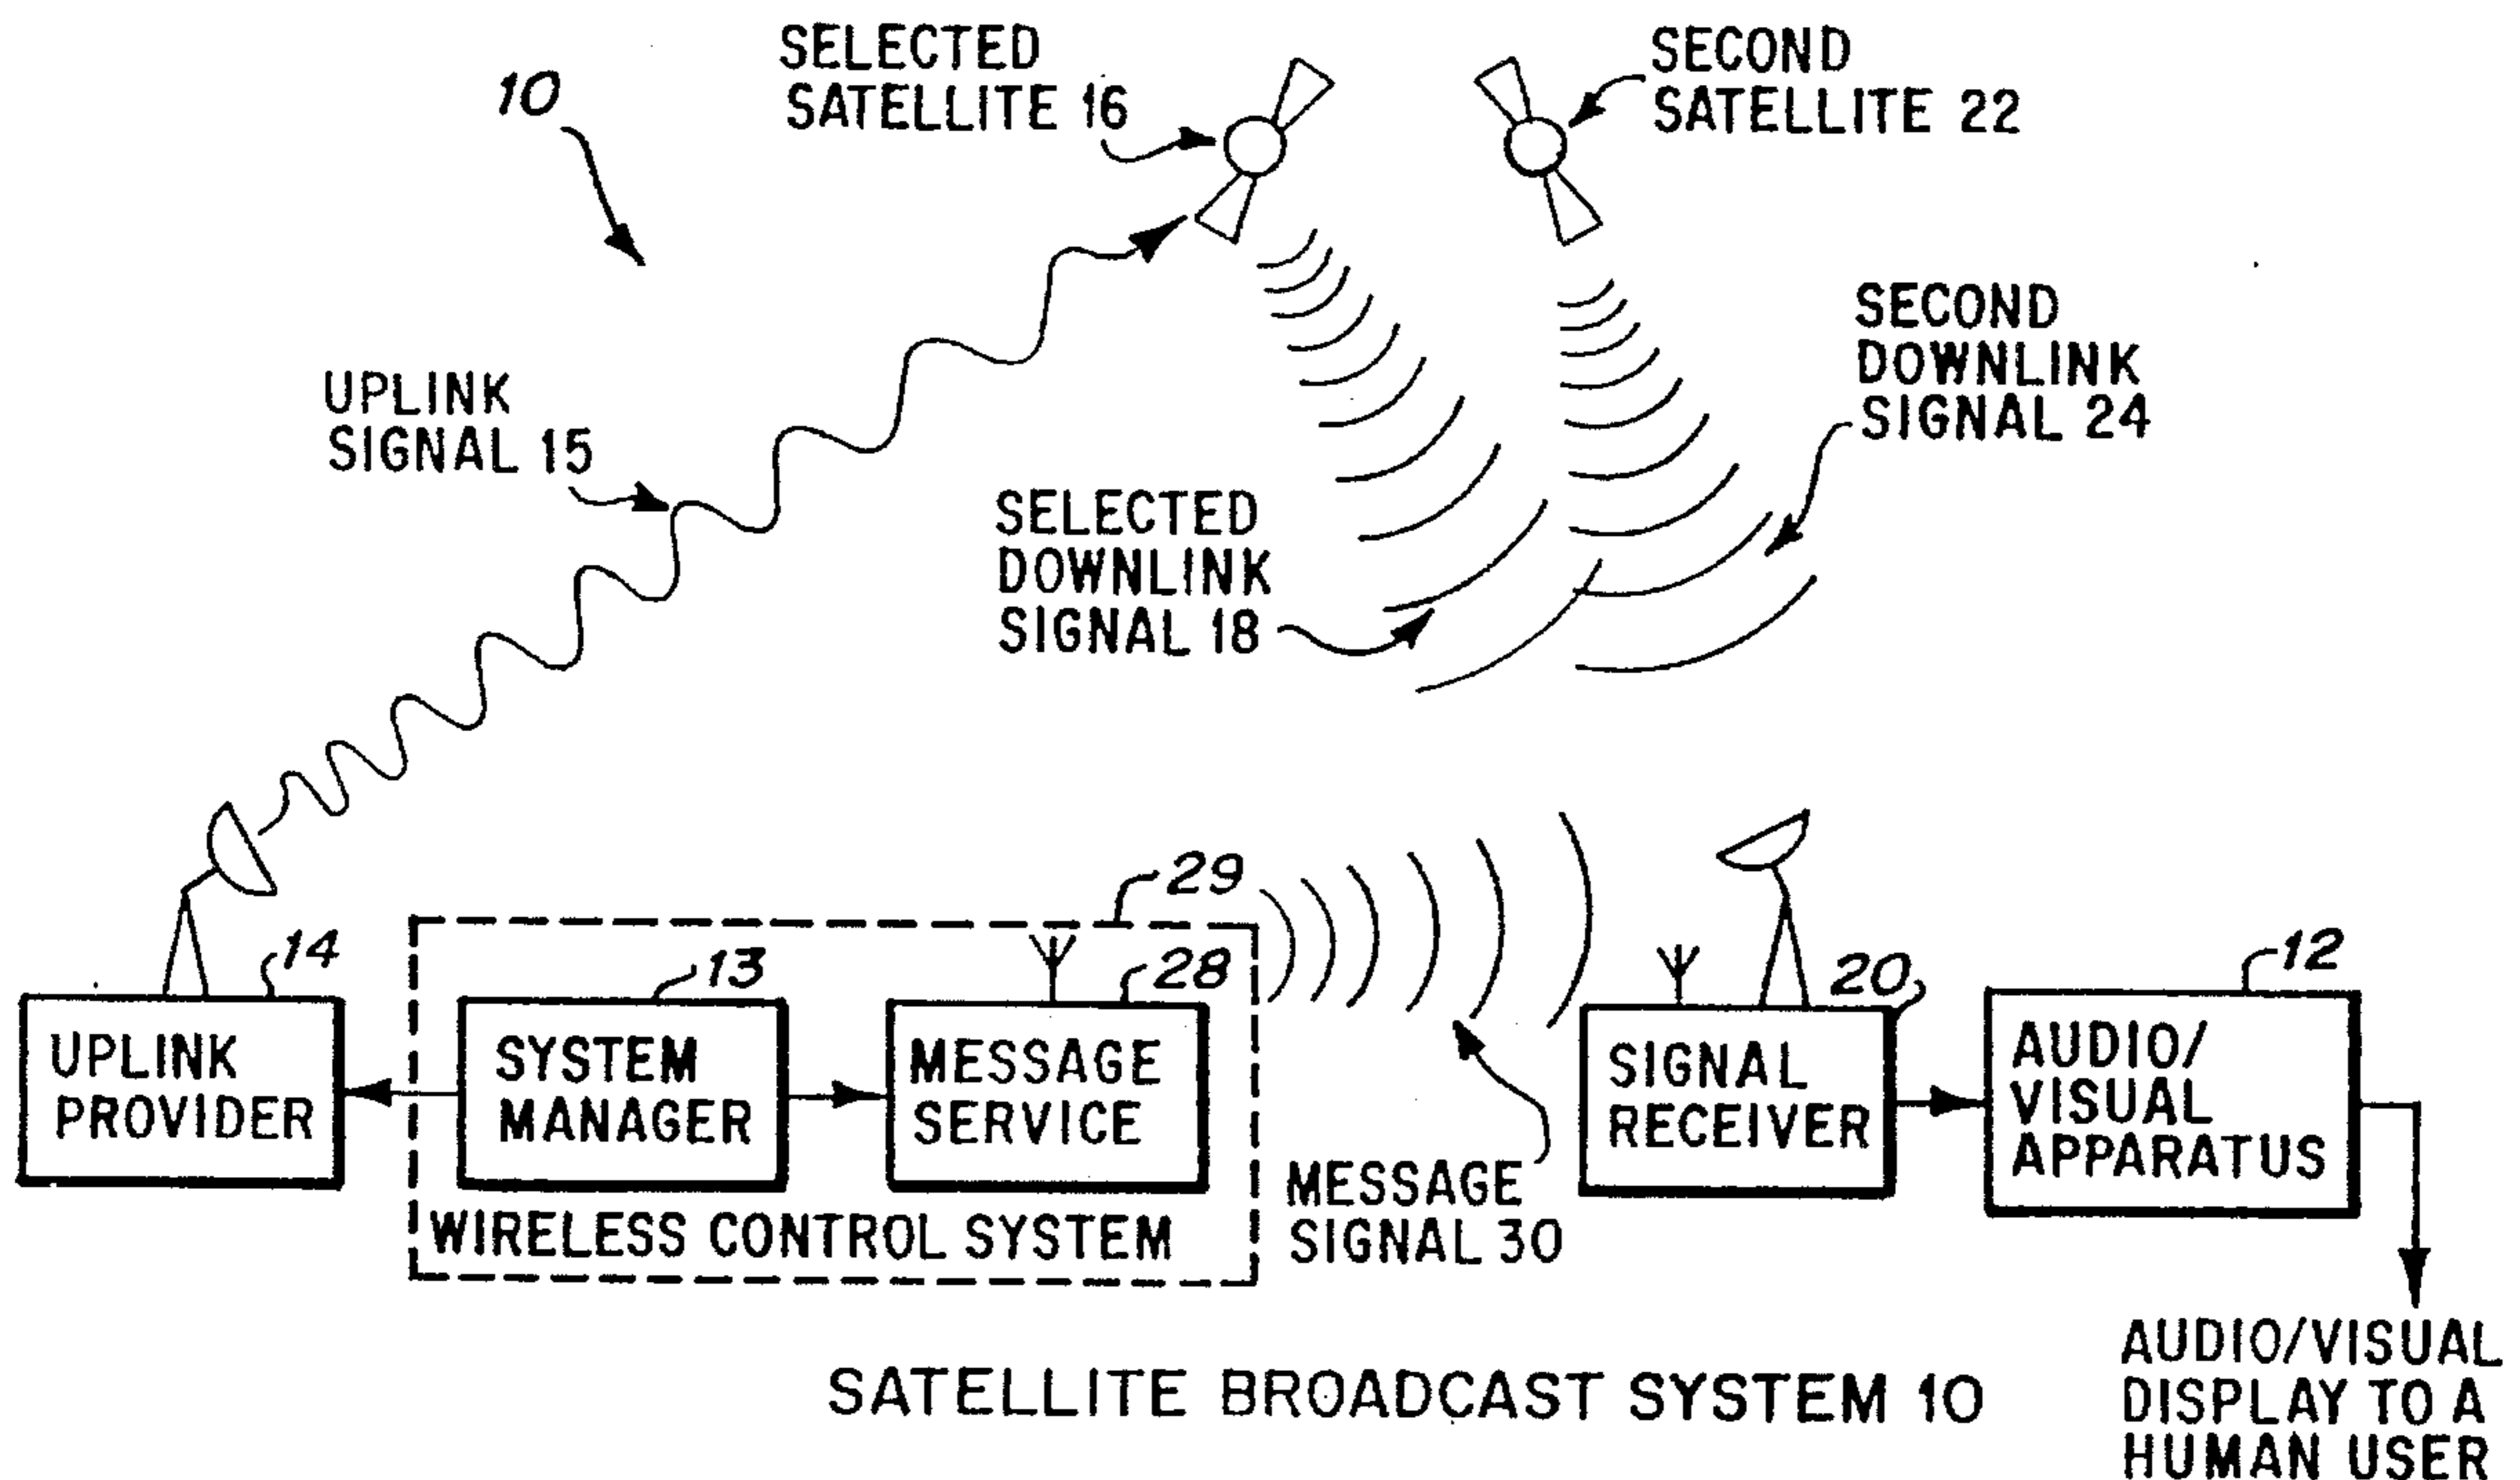 10
SELECTED
SATELLITE 16
SECOND
SATELLITE 22
UPLINK
SIGNAL 15
SECOND
DOWNLINK
SIGNAL 24
SELECTED
DOWNLINK
SIGNAL 18
29
14
13
28
20
12
UPLINK
PROVIDER
SYSTEM
MANAGER
MESSAGE
SERVICE
WIRELESS CONTROL SYSTEM
MESSAGE
SIGNAL 30
SIGNAL
RECEIVER
AUDIO/
VISUAL
APPARATUS
AUDIO/VISUAL
DISPLAY TO A
HUMAN USER
SATELLITE BROADCAST SYSTEM 10